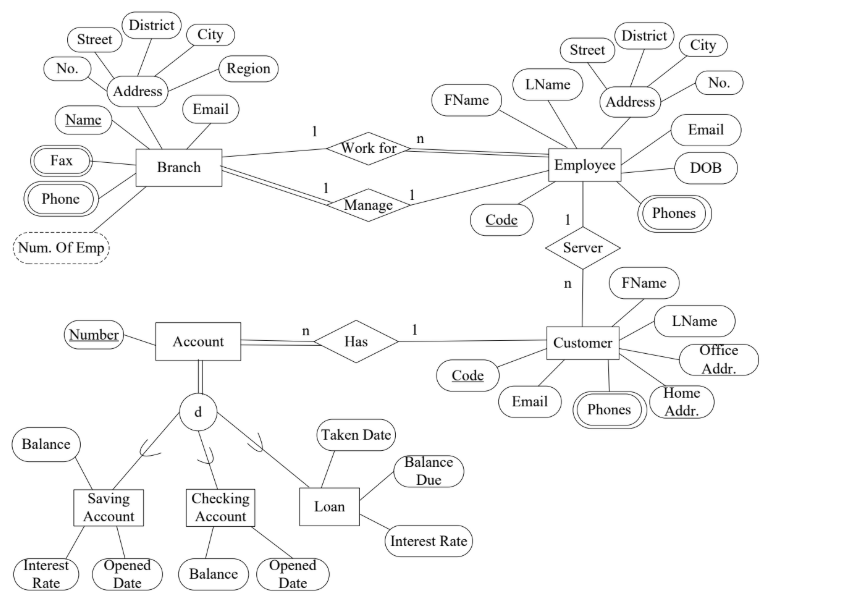 District
Street
City
No.
Region
Address
Email
Name
Fax
Branch
Phone
Num. Of Emp
1
Work for
n
1
Manage
1
District
Street
City
LName
No.
FName
Address
Email
Employee
DOB
Code
Phones
1
Server
n
FName
LName
Customer
Office
Addr.
Code
Email
Phones
Home
Addr.
Number
Account
n
Has
1
d
Balance
Taken Date
Balance
Due
Saving
Account
Checking
Account
Loan
Interest Rate
Interest
Rate
Opened
Date
Balance
Opened
Date